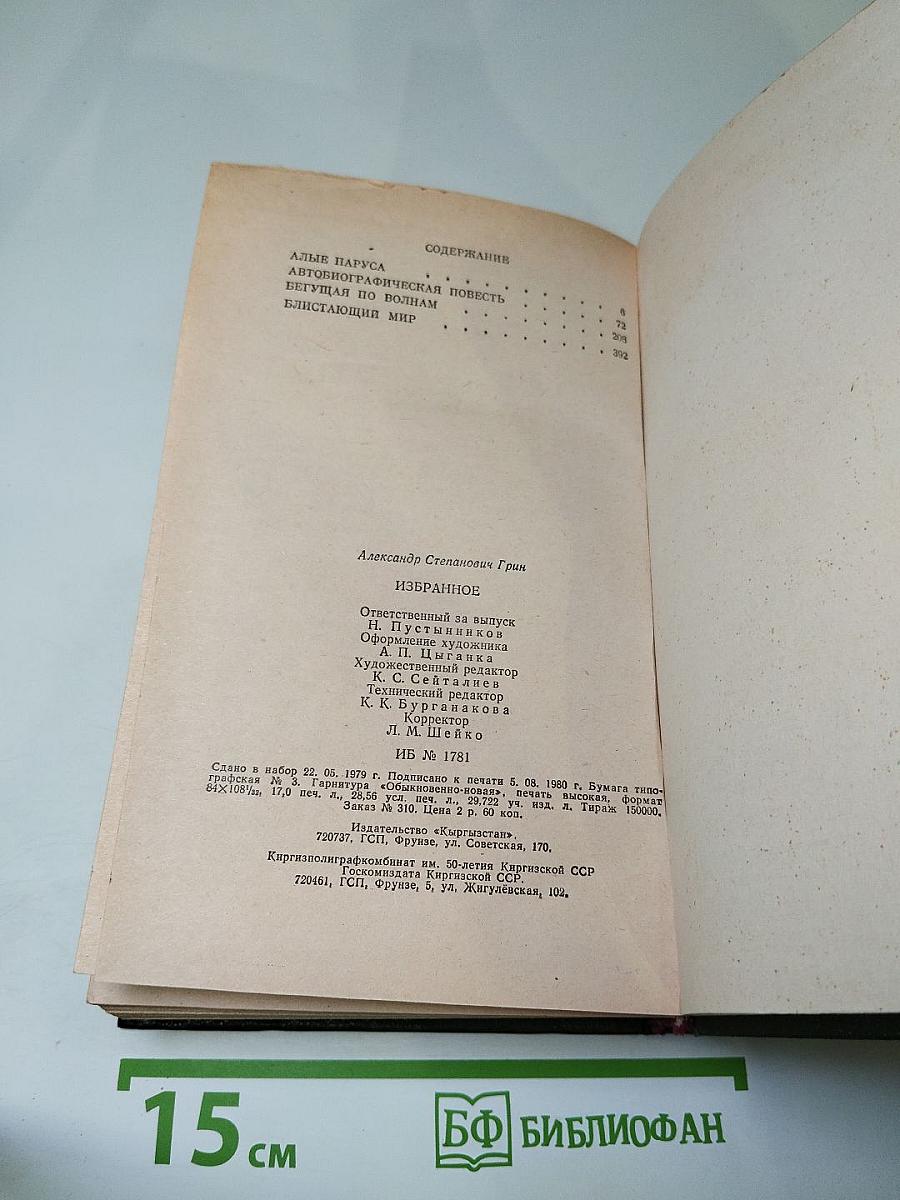 СОДЕРЖАНИЕ
АЛЫЕ ПАРУСА . . . . . . . . . 6
АВТОБИОГРАФИЧЕСКАЯ ПОВЕСТЬ . . . . . 72
БЕГУЩАЯ ПО ВОЛНАМ . . . . . . . 208
БЛИСТАЮЩИЙ МИР . . . . . . . . 392
Александр Степанович Грин
ИЗБРАННОЕ
Ответственный за выпуск
Н. Пустынников
Оформление художника
А. П. Цыганка
Художественный редактор
К. С. Сейталиев
Технический редактор
К. К. Бурганакова
Корректор
Л. М. Шейко
ИБ № 1781
Сдано в набор 22. 05. 1979 г. Подписано к печати 5. 08. 1980 г. Бумага типо-
графская № 3. Гарнитура «Обыкновенно-новая», печать высокая, формат
84×108 1/32, 17,0 печ. л., 28,56 усл. печ. л., 29,722 уч. изд. л. Тираж 150000.
Заказ № 310. Цена 2 р. 60 коп.
Издательство «Кыргызстан».
720737, ГСП, Фрунзе, ул. Советская, 170.
Киргизполиграфкомбинат им. 50-летия Киргизской ССР
Госкомиздата Киргизской ССР.
720461, ГСП, Фрунзе, 5, ул, Жигулёвская, 102.
15 см
БФ БИБЛИОФАН